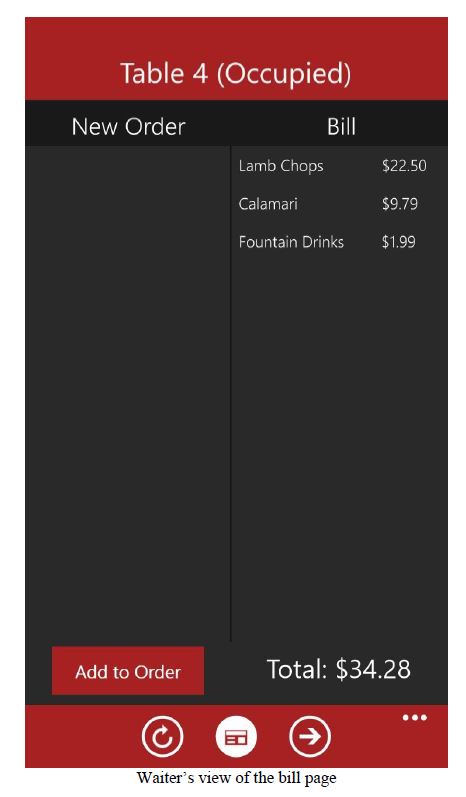 Table 4 (Occupied)
New Order Bill
Lamb Chops $22.50
Calamari $9.79
Fountain Drinks $1.99
Add to Order Total: $34.28
Waiter's view of the bill page